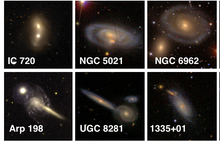 IC 720
NGC 5021
NGC 6962
Arp 198
UGC 8281
1335+01